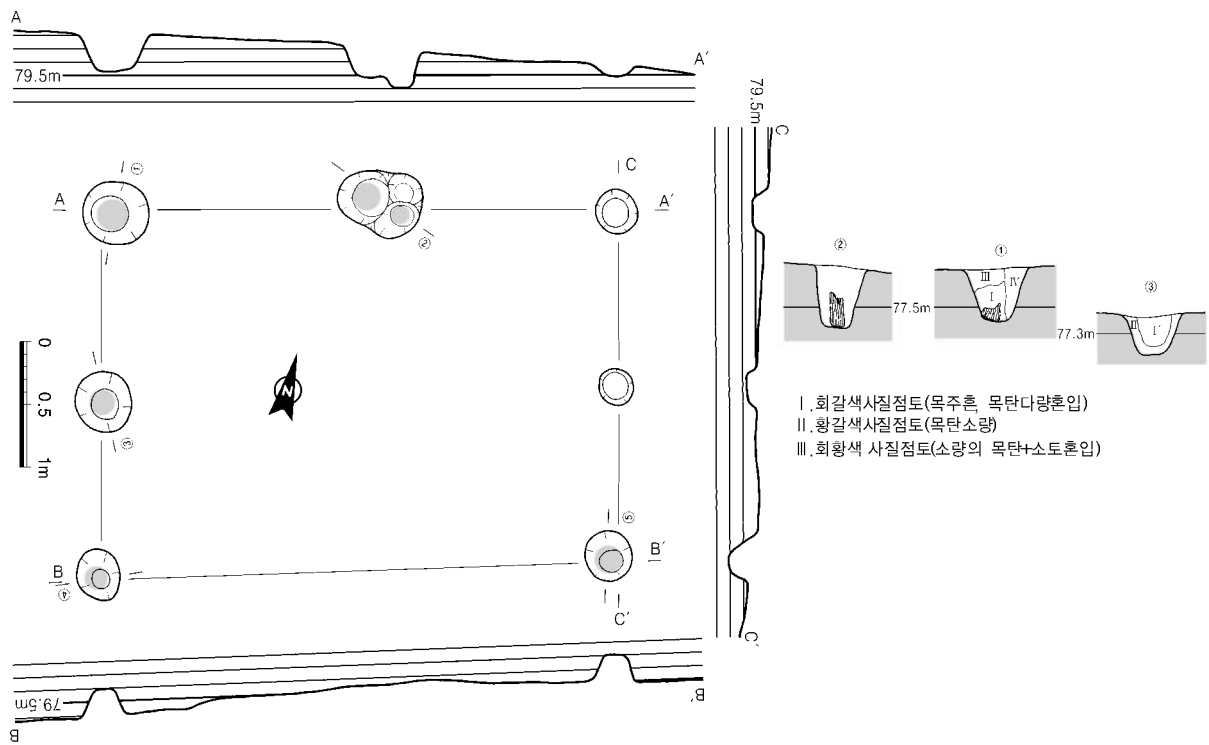 A
79.5m
A′
79.5m
C
①
C
A
A′
②
②
①
③
Ⅲ
Ⅳ
Ⅰ
77.5m
Ⅱ
Ⅰ′
77.3m
0
0.5
1m
N
③
Ⅰ.회갈색사질점토(목주흔, 목탄다량혼입)
Ⅱ.황갈색사질점토(목탄소량)
Ⅲ.회황색 사질점토(소량의 목탄+소토혼입)
⑤
B
B′
④
C′
C′
79.5m
B′
B